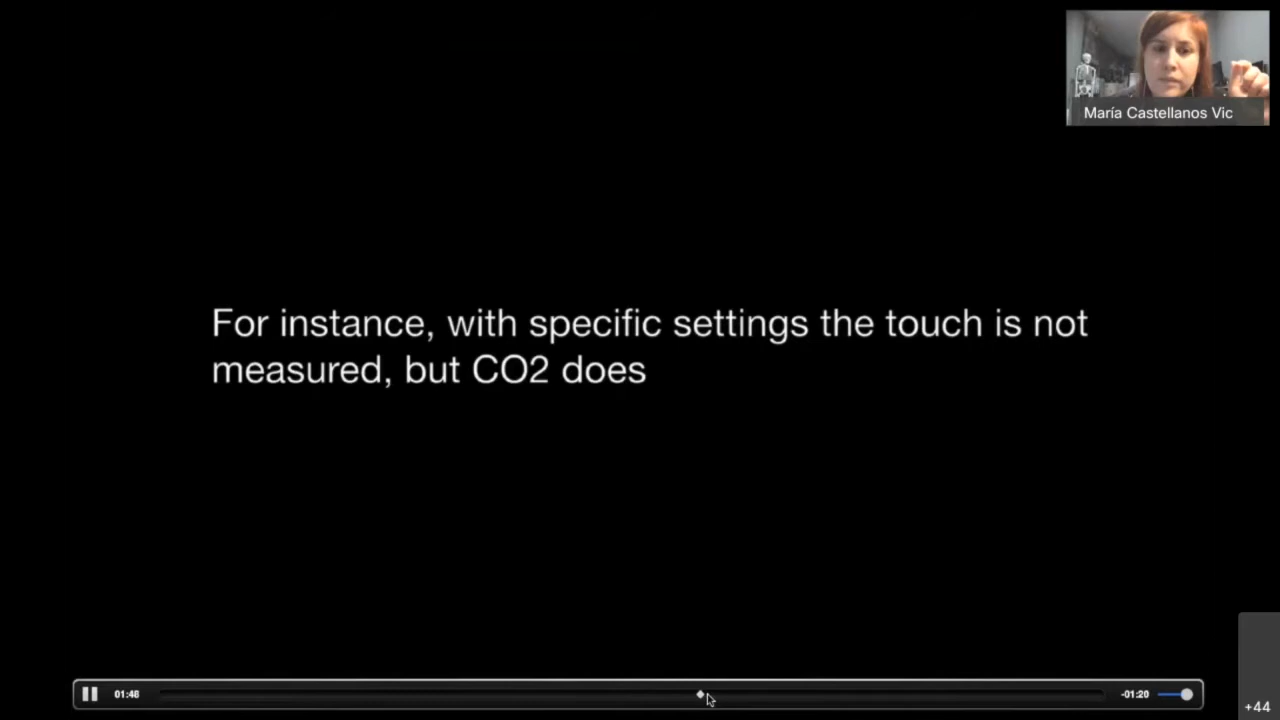 María Castellanos Vic
For instance, with specific settings the touch is not
measured, but CO2 does
01:46
-01:20
+44